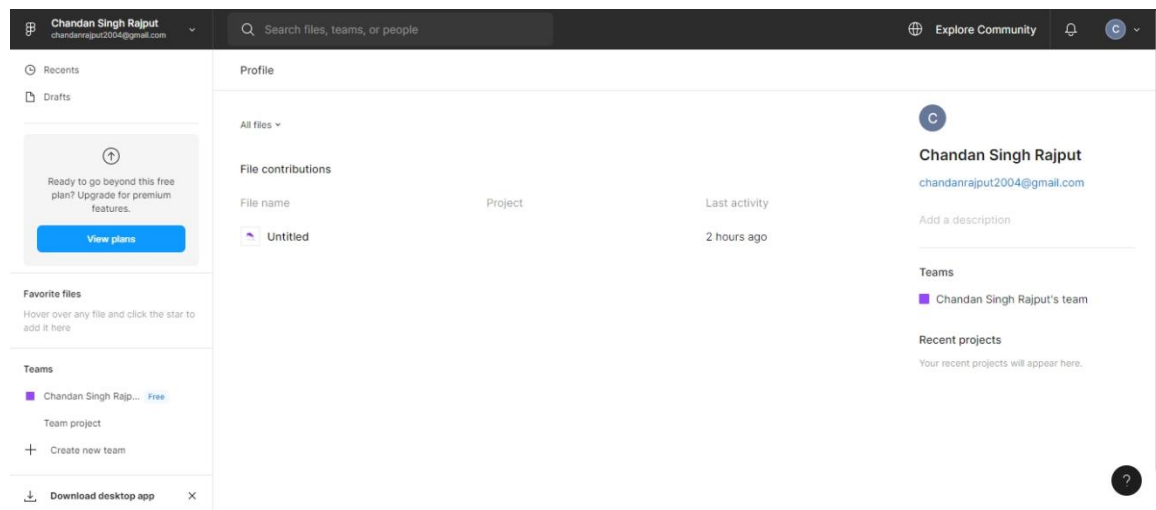 Chandan Singh Rajput
chandanrajput2004@gmail.com
Search files, teams, or people
Explore Community
C
Recents
Drafts
Ready to go beyond this free
plan? Upgrade for premium
features.
View plans
Favorite files
Hover over any file and click the star to
add it here
Teams
Chandan Singh Rajp... Free
Team project
Create new team
Download desktop app
Profile
All files
File contributions
File name Project Last activity
Untitled 2 hours ago
C
Chandan Singh Rajput
chandanrajput2004@gmail.com
Add a description
Teams
Chandan Singh Rajput's team
Recent projects
Your recent projects will appear here.
?